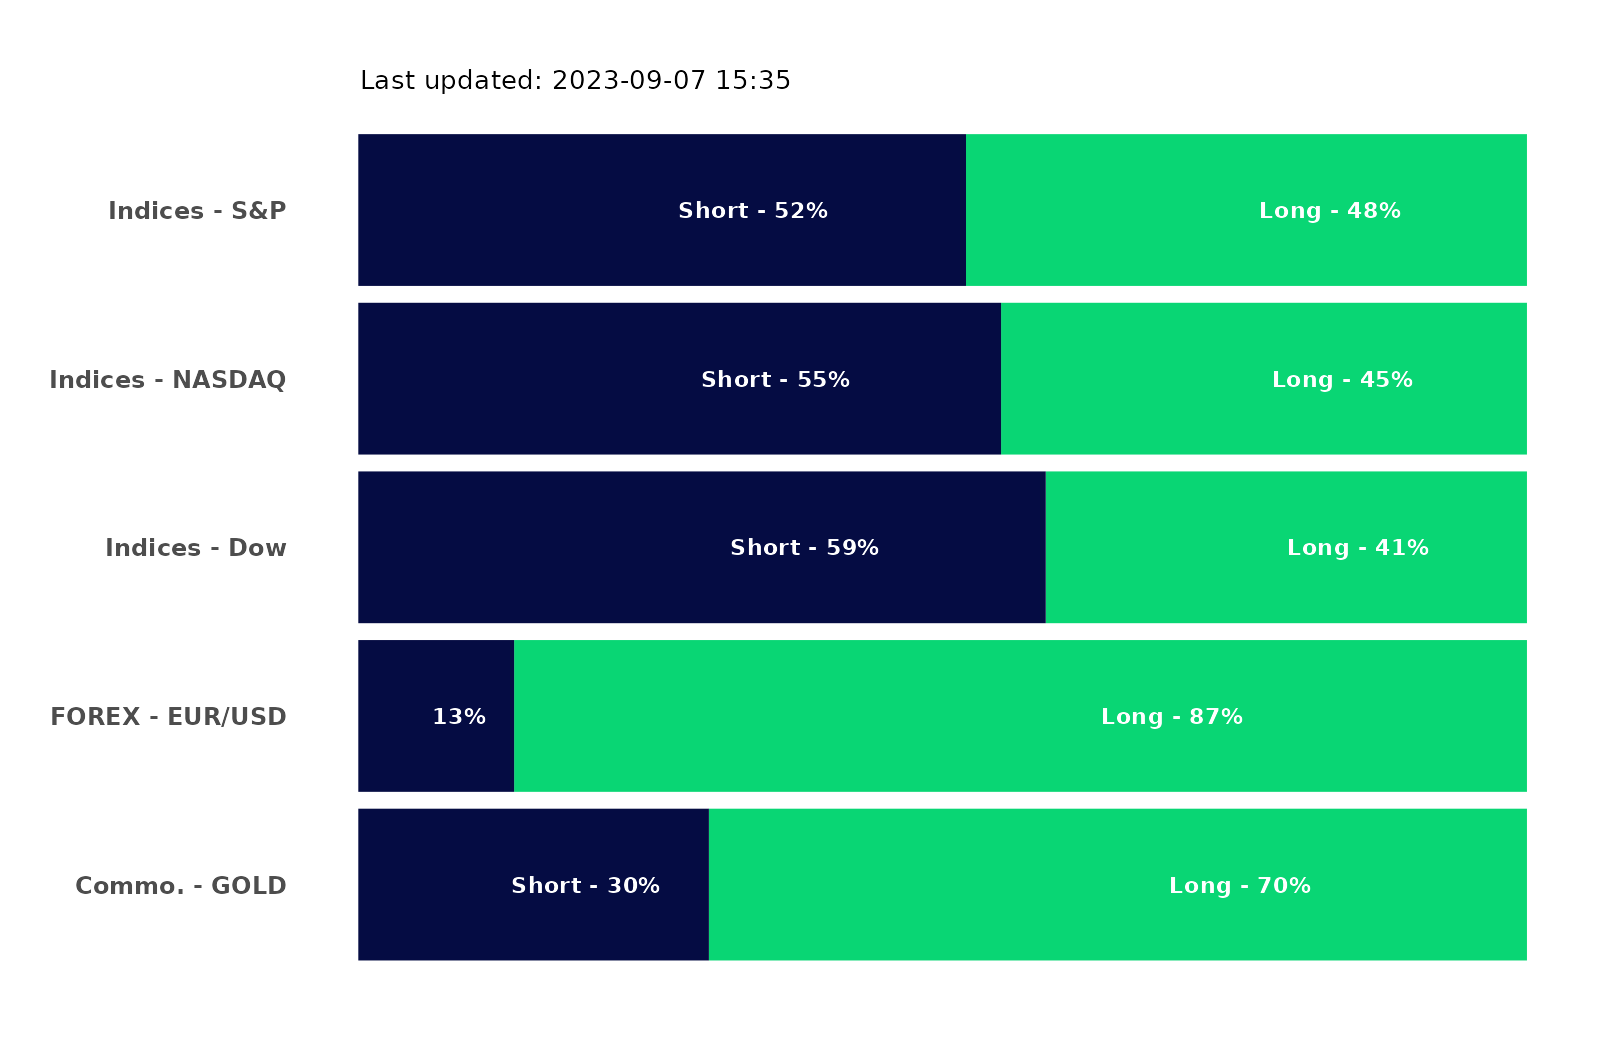 Last updated: 2023-09-07 15:35
Indices - S&P Short - 52% Long - 48%
Indices - NASDAQ Short - 55% Long - 45%
Indices - Dow Short - 59% Long - 41%
FOREX - EUR/USD 13% Long - 87%
Commo. - GOLD Short - 30% Long - 70%